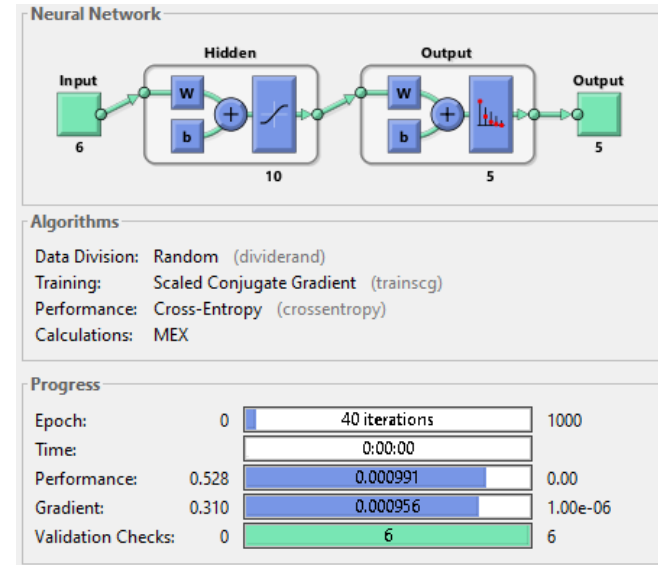 Neural Network
Hidden
Output
Input
Output
W
W
+
+
b
b
6
10
5
5
Algorithms
Data Division: Random (dividerand)
Training: Scaled Conjugate Gradient (trainscg)
Performance: Cross-Entropy (crossentropy)
Calculations: MEX
Progress
Epoch: 0 40 iterations 1000
Time: 0:00:00
Performance: 0.528 0.000991 0.00
Gradient: 0.310 0.000956 1.00e-06
Validation Checks: 0 6 6